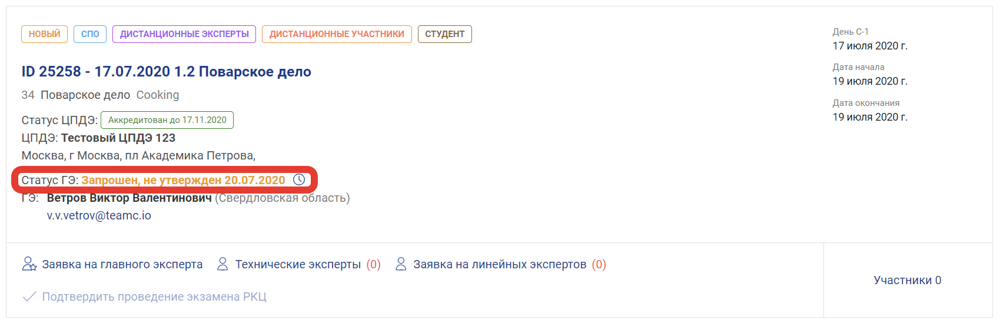 НОВЫЙ СПО ДИСТАНЦИОННЫЕ ЭКСПЕРТЫ ДИСТАНЦИОННЫЕ УЧАСТНИКИ СТУДЕНТ
ID 25258 - 17.07.2020 1.2 Поварское дело
34 Поварское дело Cooking
Статус ЦПДЭ: Аккредитован до 17.11.2020
ЦПДЭ: Тестовый ЦПДЭ 123
Москва, г Москва, пл Академика Петрова,
Статус ГЭ: Запрошен, не утвержден 20.07.2020
ГЭ: Ветров Виктор Валентинович (Свердловская область)
v.v.vetrov@teamc.io
День С-1
17 июля 2020 г.
Дата начала
19 июля 2020 г.
Дата окончания
19 июля 2020 г.
Заявка на главного эксперта Технические эксперты (0) Заявка на линейных экспертов (0)
Подтвердить проведение экзамена РКЦ
Участники 0